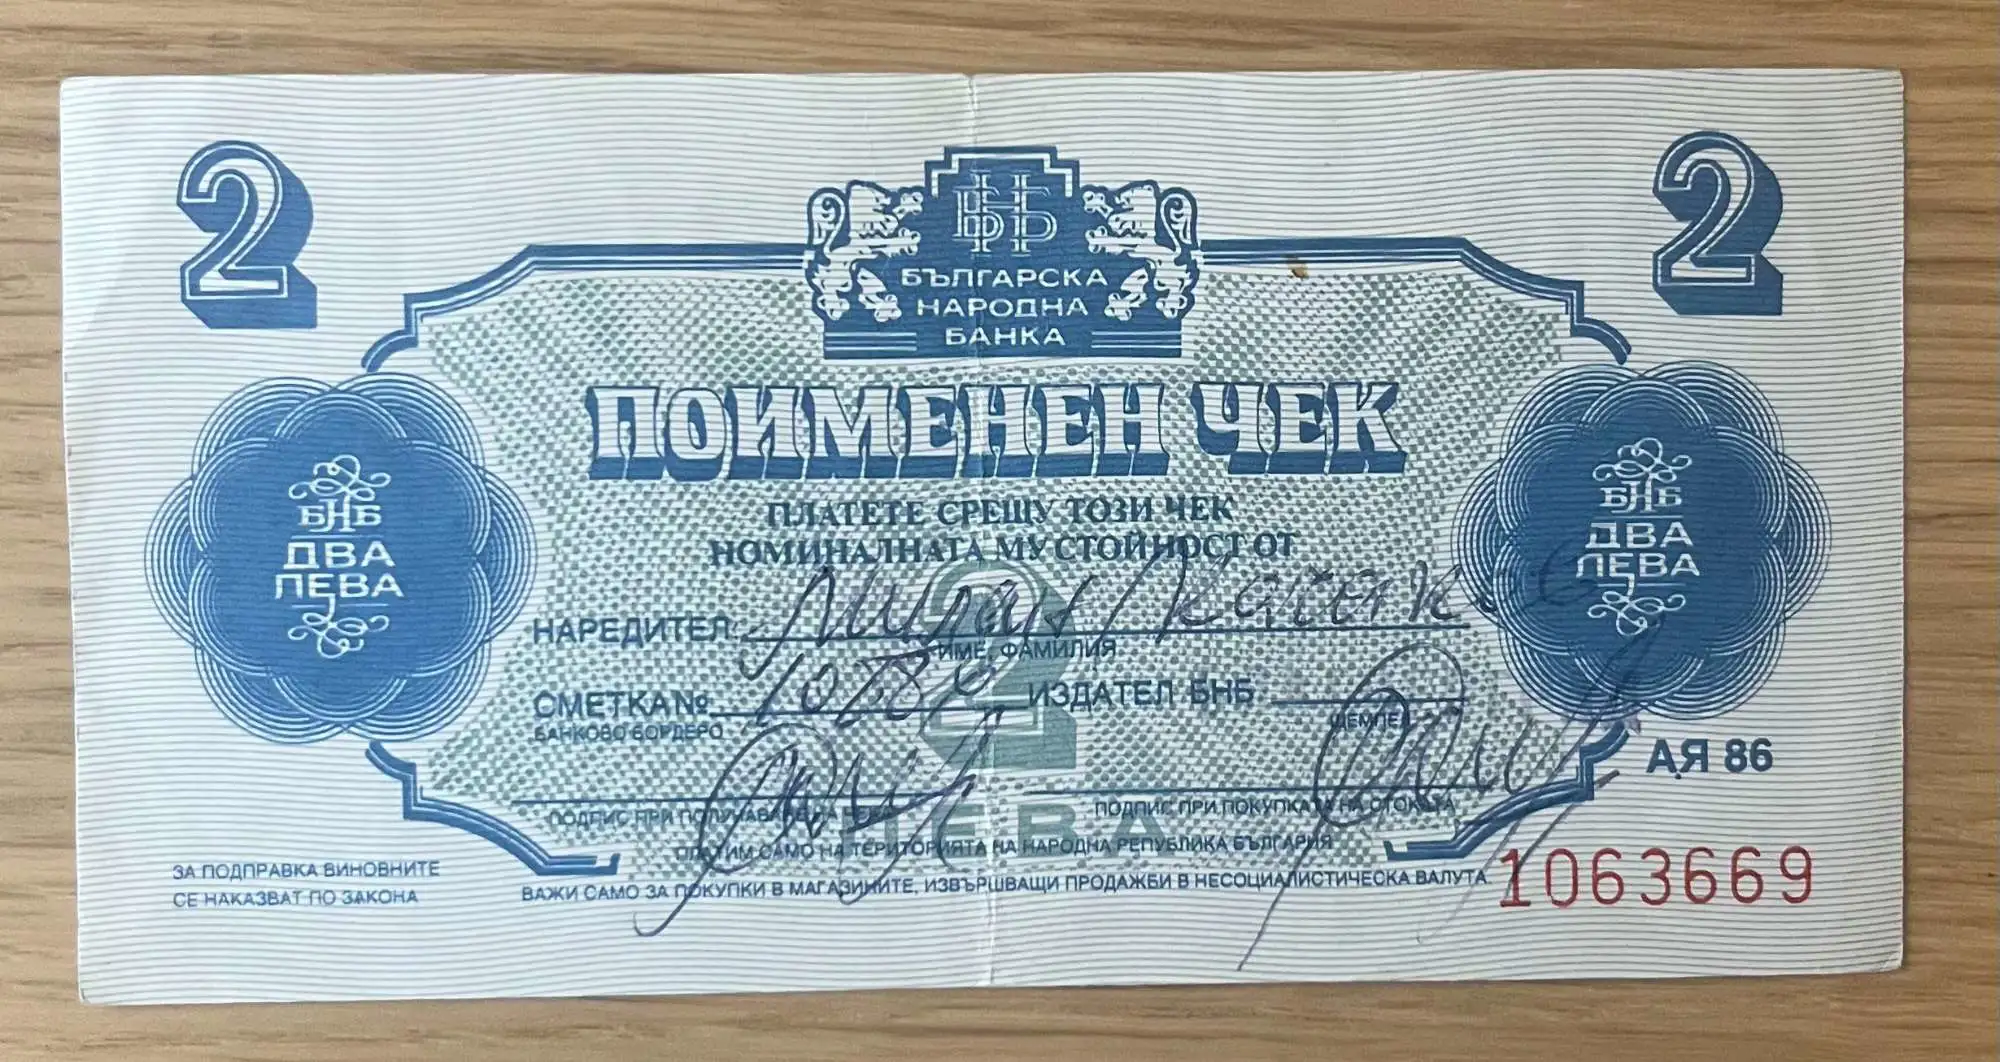 2
2
БНБ
БЪЛГАРСКА
НАРОДНА
БАНКА
ПОИМЕНЕН ЧЕК
ПЛАТЕТЕ СРЕЩУ ТОЗИ ЧЕК
НОМИНАЛНАТА МУ СТОЙНОСТ ОТ
БНБ
ДВА
ЛЕВА
БНБ
ДВА
ЛЕВА
НАРЕДИТЕЛ: Милан
ИМЕ, ФАМИЛИЯ
СМЕТКА № ИЗДАТЕЛ БНБ
БАНКОВО БОРДЕРО ЩЕМПЕЛ
2
АЯ 86
ПОДПИС ПРИ ПОЛУЧАВАНЕ НА ЧЕКА ПОДПИС ПРИ ПОКУПКАТА НА СТОКАТА
ЛЕВА
ПЛАТИМ САМО НА ТЕРИТОРИЯТА НА НАРОДНА РЕПУБЛИКА БЪЛГАРИЯ
ВАЖИ САМО ЗА ПОКУПКИ В МАГАЗИНИТЕ, ИЗВЪРШВАЩИ ПРОДАЖБИ В НЕСОЦИАЛИСТИЧЕСКА ВАЛУТА.
ЗА ПОДПРАВКА ВИНОВНИТЕ
СЕ НАКАЗВАТ ПО ЗАКОНА
1063669